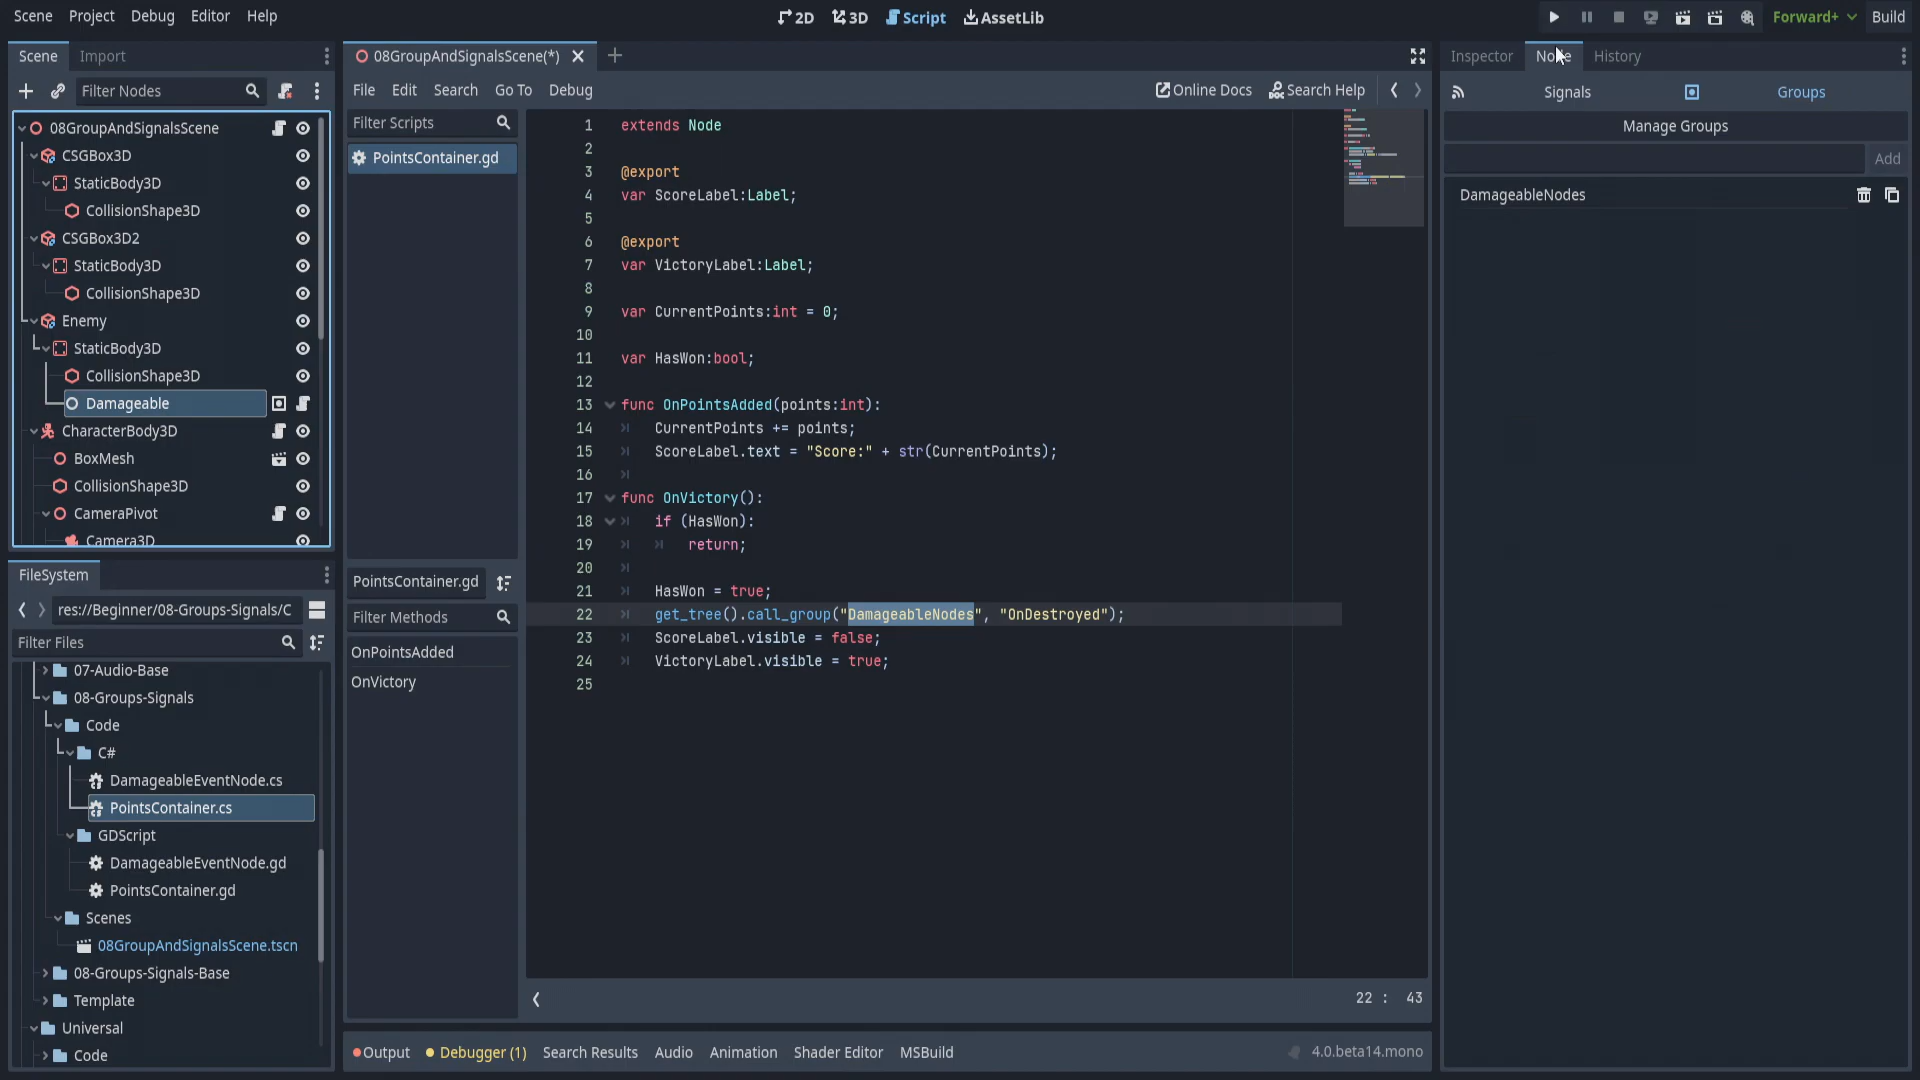 Scene Project Debug Editor Help
2D 3D Script AssetLib
Forward+ Build
Scene Import
Filter Nodes
08GroupAndSignalsScene
CSGBox3D
StaticBody3D
CollisionShape3D
CSGBox3D2
StaticBody3D
CollisionShape3D
Enemy
StaticBody3D
CollisionShape3D
Damageable
CharacterBody3D
BoxMesh
CollisionShape3D
CameraPivot
Camera3D
FileSystem
res://Beginner/08-Groups-Signals/C
Filter Files
07-Audio-Base
08-Groups-Signals
Code
C#
DamageableEventNode.cs
PointsContainer.cs
GDScript
DamageableEventNode.gd
PointsContainer.gd
Scenes
08GroupAndSignalsScene.tscn
08-Groups-Signals-Base
Template
Universal
Code
08GroupAndSignalsScene(*)
File Edit Search Go To Debug
Online Docs Search Help
Filter Scripts
PointsContainer.gd
PointsContainer.gd
Filter Methods
OnPointsAdded
OnVictory
1 extends Node
2
3 @export
4 var ScoreLabel:Label;
5
6 @export
7 var VictoryLabel:Label;
8
9 var CurrentPoints:int = 0;
10
11 var HasWon:bool;
12
13 func OnPointsAdded(points:int):
14 CurrentPoints += points;
15 ScoreLabel.text = "Score:" + str(CurrentPoints);
16
17 func OnVictory():
18 if (HasWon):
19 return;
20
21 HasWon = true;
22 get_tree().call_group("DamageableNodes", "OnDestroyed");
23 ScoreLabel.visible = false;
24 VictoryLabel.visible = true;
25
22 : 43
Output Debugger (1) Search Results Audio Animation Shader Editor MSBuild
4.0.beta14.mono
Inspector Node History
Signals Groups
Manage Groups
Add
DamageableNodes